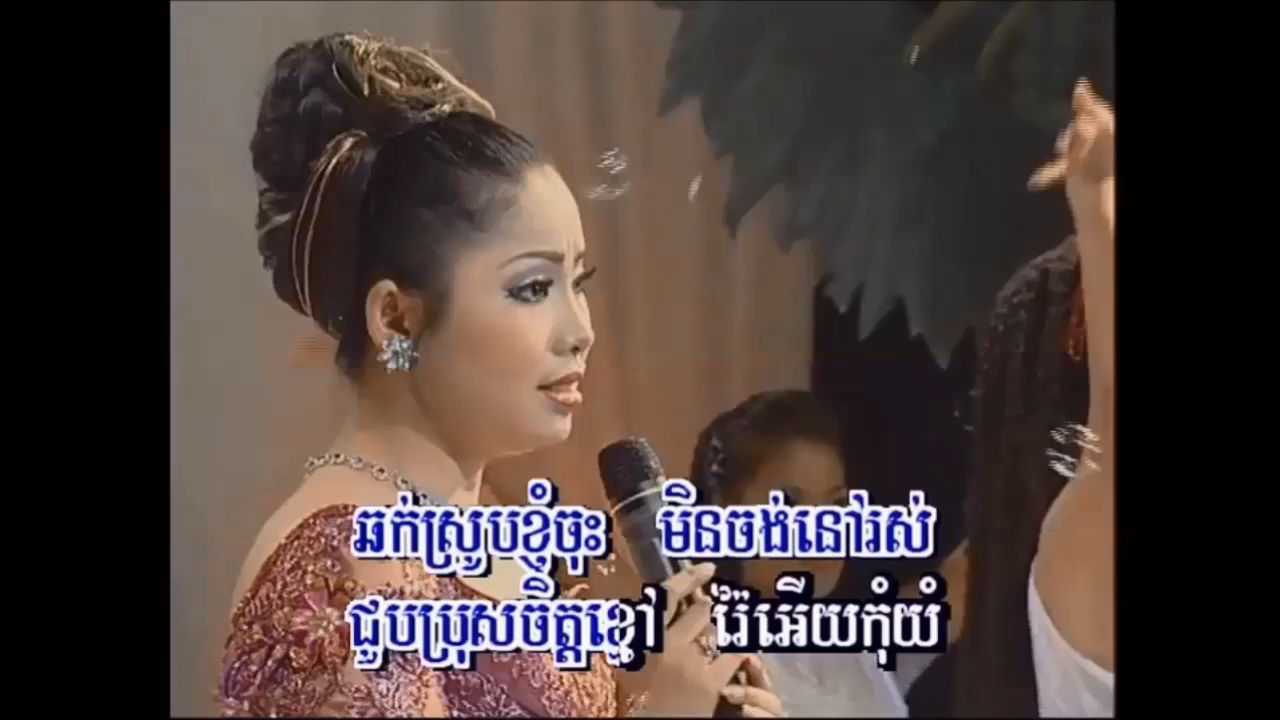 ឆក់ស្រូបខ្ញុំចុះ មិនចង់នៅរស់
ជួបប្រុសចិត្តខ្មៅ រ៉ៃអើយកុំយំ